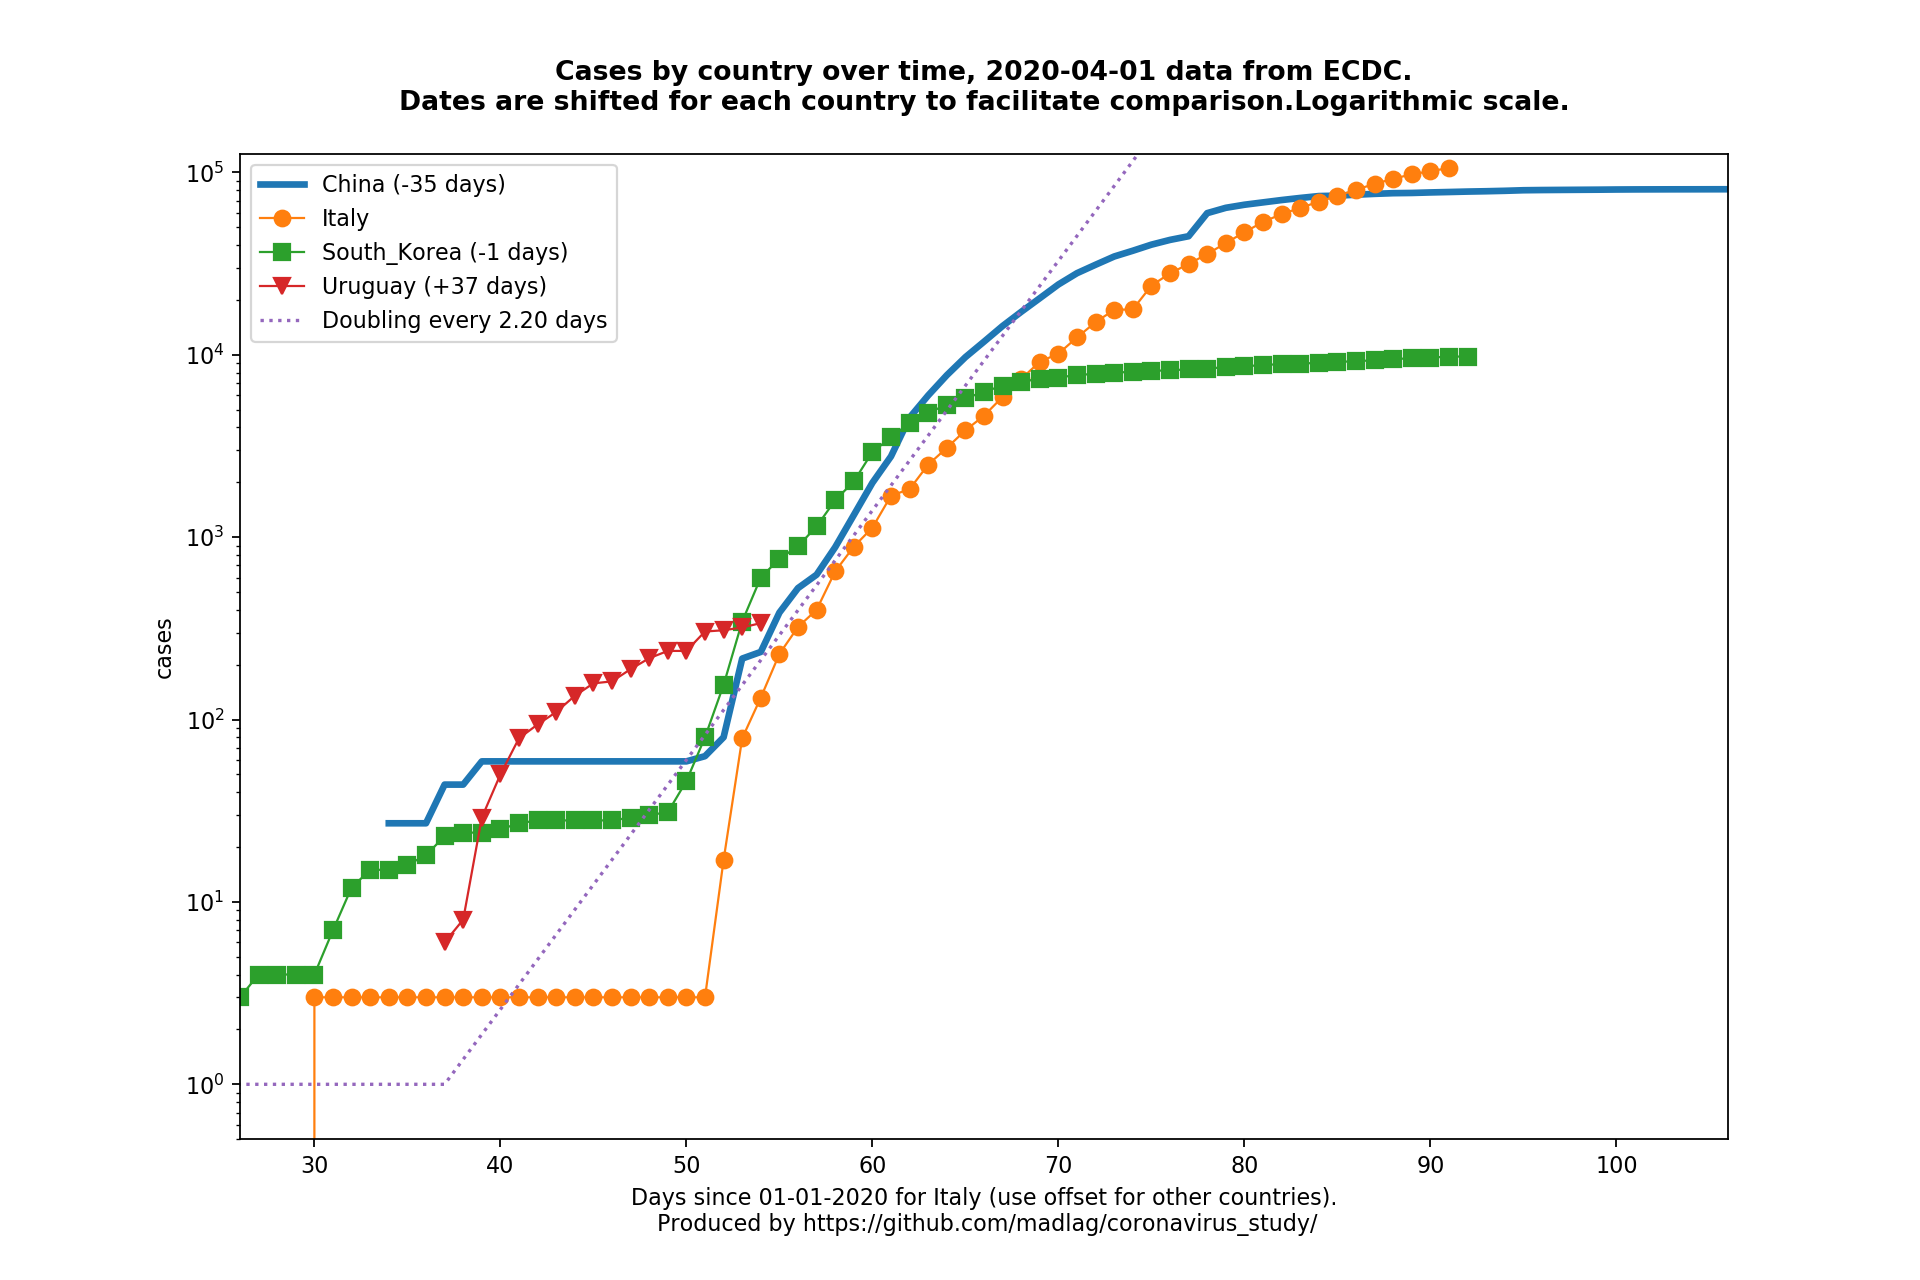 Cases by country over time, 2020-04-01 data from ECDC.
Dates are shifted for each country to facilitate comparison.Logarithmic scale.
10^5
10^4
10^3
10^2
10^1
10^0
cases
China (-35 days)
Italy
South_Korea (-1 days)
Uruguay (+37 days)
Doubling every 2.20 days
30 40 50 60 70 80 90 100
Days since 01-01-2020 for Italy (use offset for other countries).
Produced by https://github.com/madlag/coronavirus_study/